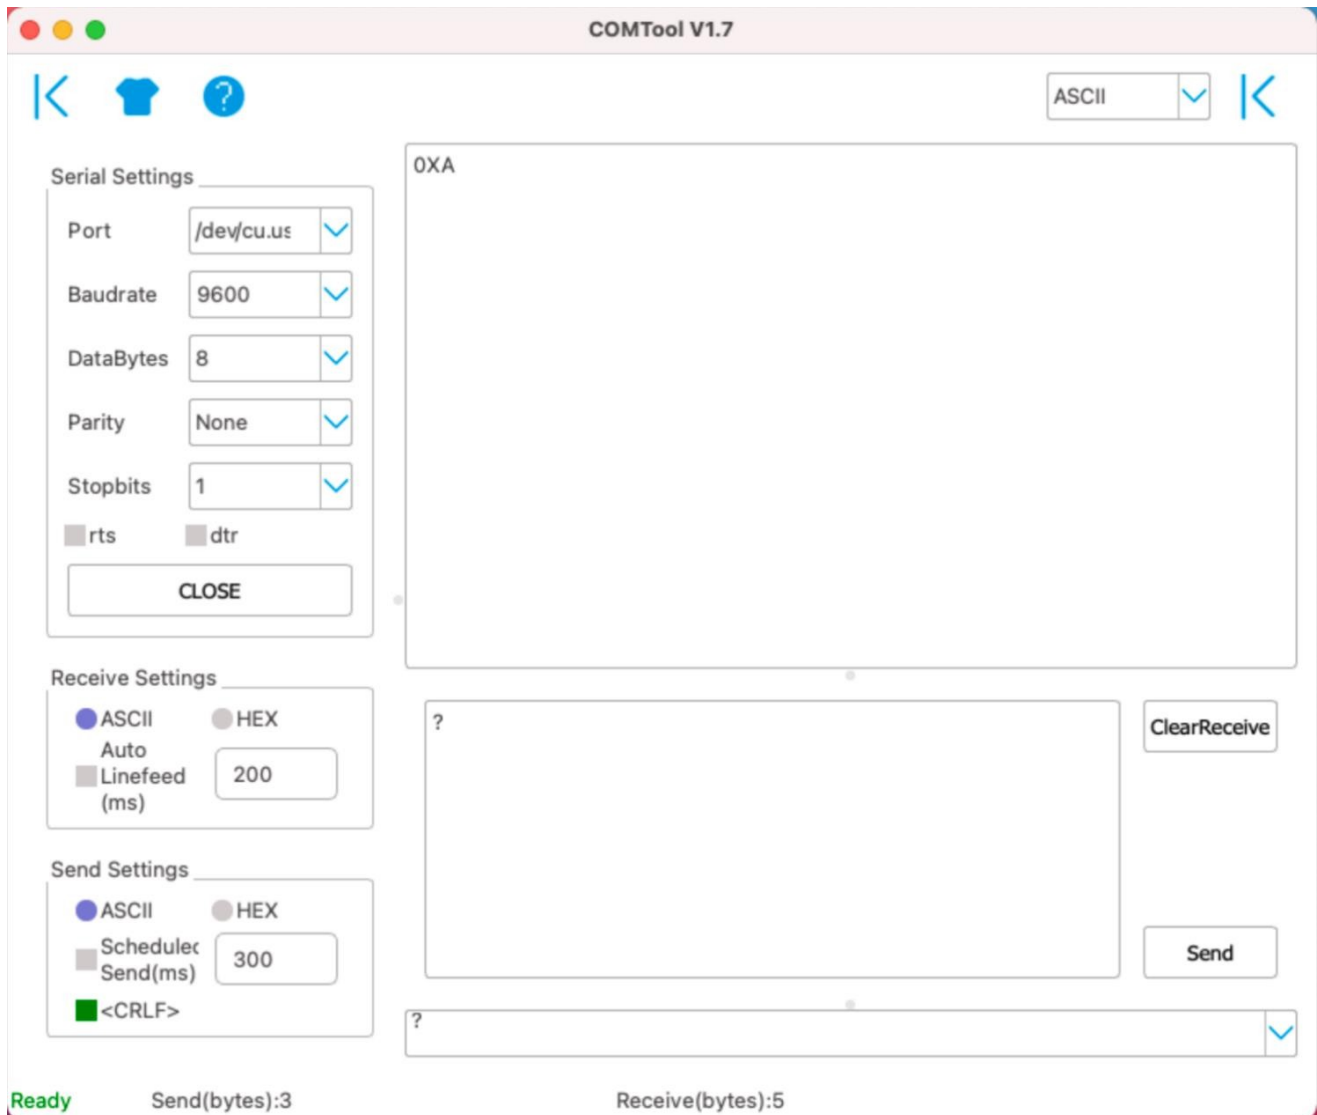 COMTool V1.7
ASCII
Serial Settings
Port /dev/cu.us
Baudrate 9600
DataBytes 8
Parity None
Stopbits 1
rts dtr
CLOSE
0XA
Receive Settings
ASCII HEX
Auto
Linefeed
(ms)
200
?
ClearReceive
Send Settings
ASCII HEX
Scheduled
Send(ms)
300
<CRLF>
Send
?
Ready Send(bytes):3 Receive(bytes):5